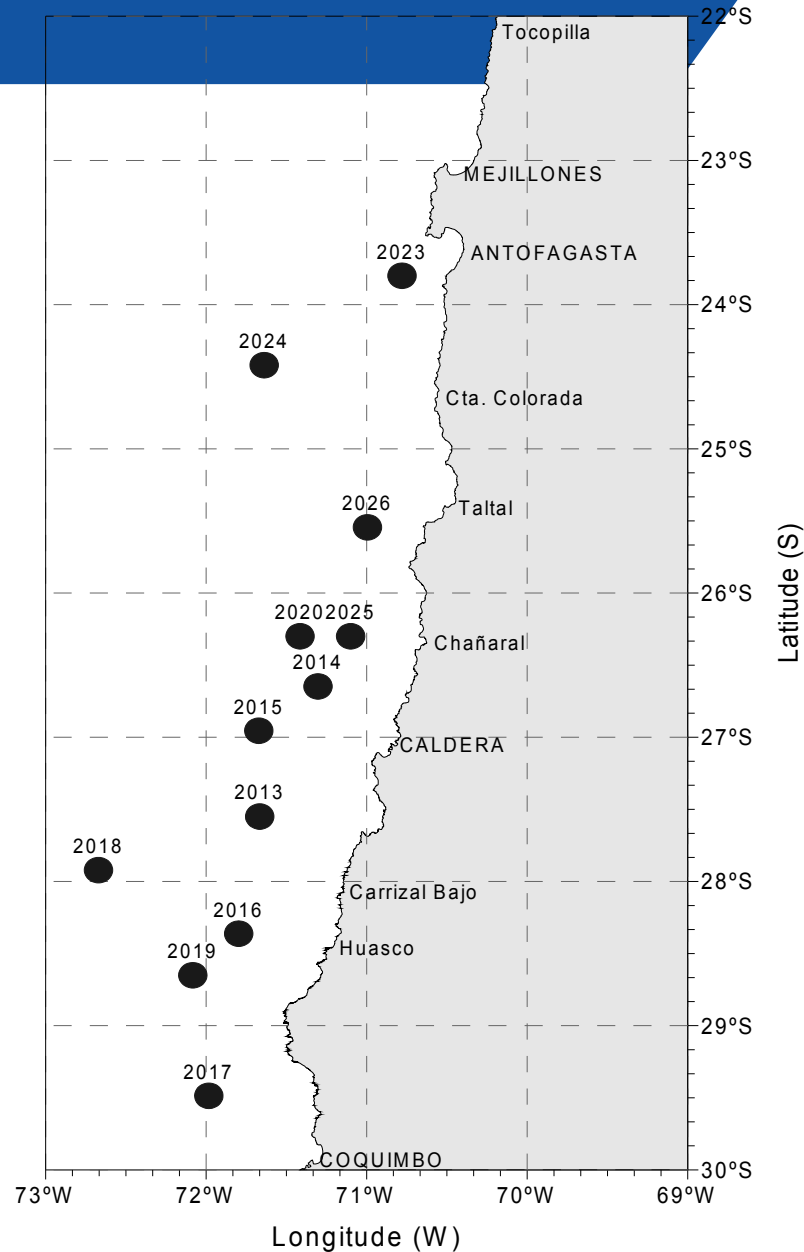 22°S
Tocopilla
23°S
MEJILLONES
2023
ANTOFAGASTA
24°S
2024
Cta. Colorada
25°S
2026
Taltal
26°S
2020 2025
Chañaral
2014
2015
27°S
CALDERA
2013
2018
28°S
Carrizal Bajo
2016
Huasco
2019
29°S
2017
COQUIMBO
30°S
73°W 72°W 71°W 70°W 69°W
Longitude (W)
Latitude (S)